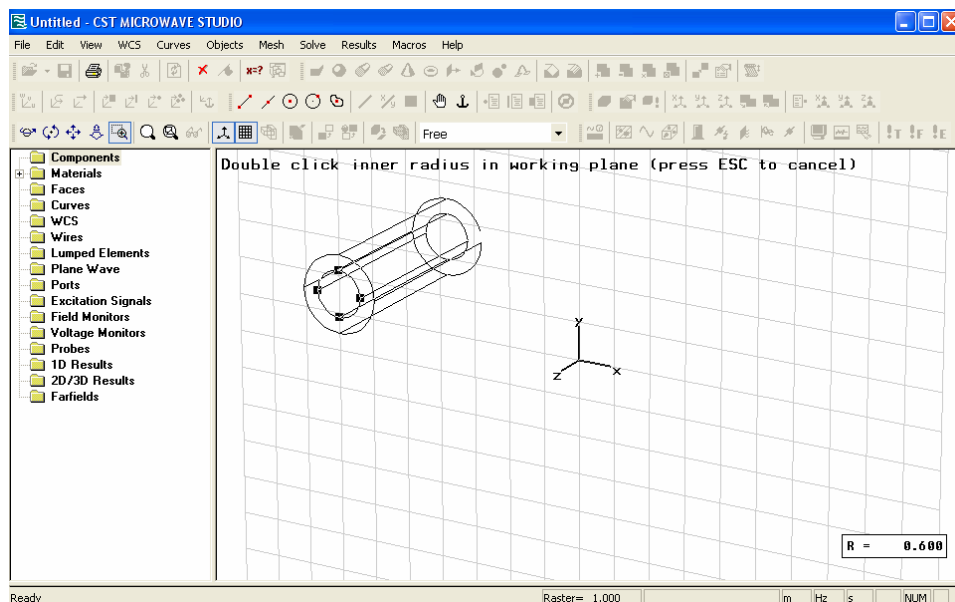 Untitled - CST MICROWAVE STUDIO
File Edit View WCS Curves Objects Mesh Solve Results Macros Help
Free
Components
Materials
Faces
Curves
WCS
Wires
Lumped Elements
Plane Wave
Ports
Excitation Signals
Field Monitors
Voltage Monitors
Probes
1D Results
2D/3D Results
Farfields
Double click inner radius in working plane (press ESC to cancel)
y
z x
R = 0.600
Ready Raster= 1.000 m Hz s NUM